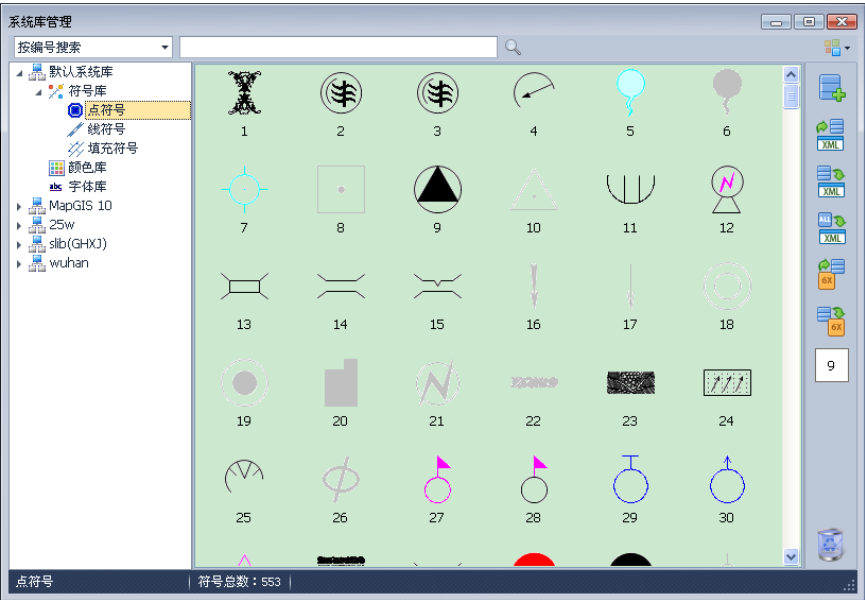 系统库管理
按编号搜索
默认系统库
符号库
点符号
线符号
填充符号
颜色库
abc 字体库
MapGIS 10
25w
slib(GHXJ)
wuhan
1 2 3 4 5 6
7 8 9 10 11 12
13 14 15 16 17 18
19 20 21 22 23 24
25 26 27 28 29 30
XML
XML
ALL
XML
6X
6X
9
点符号
符号总数：553